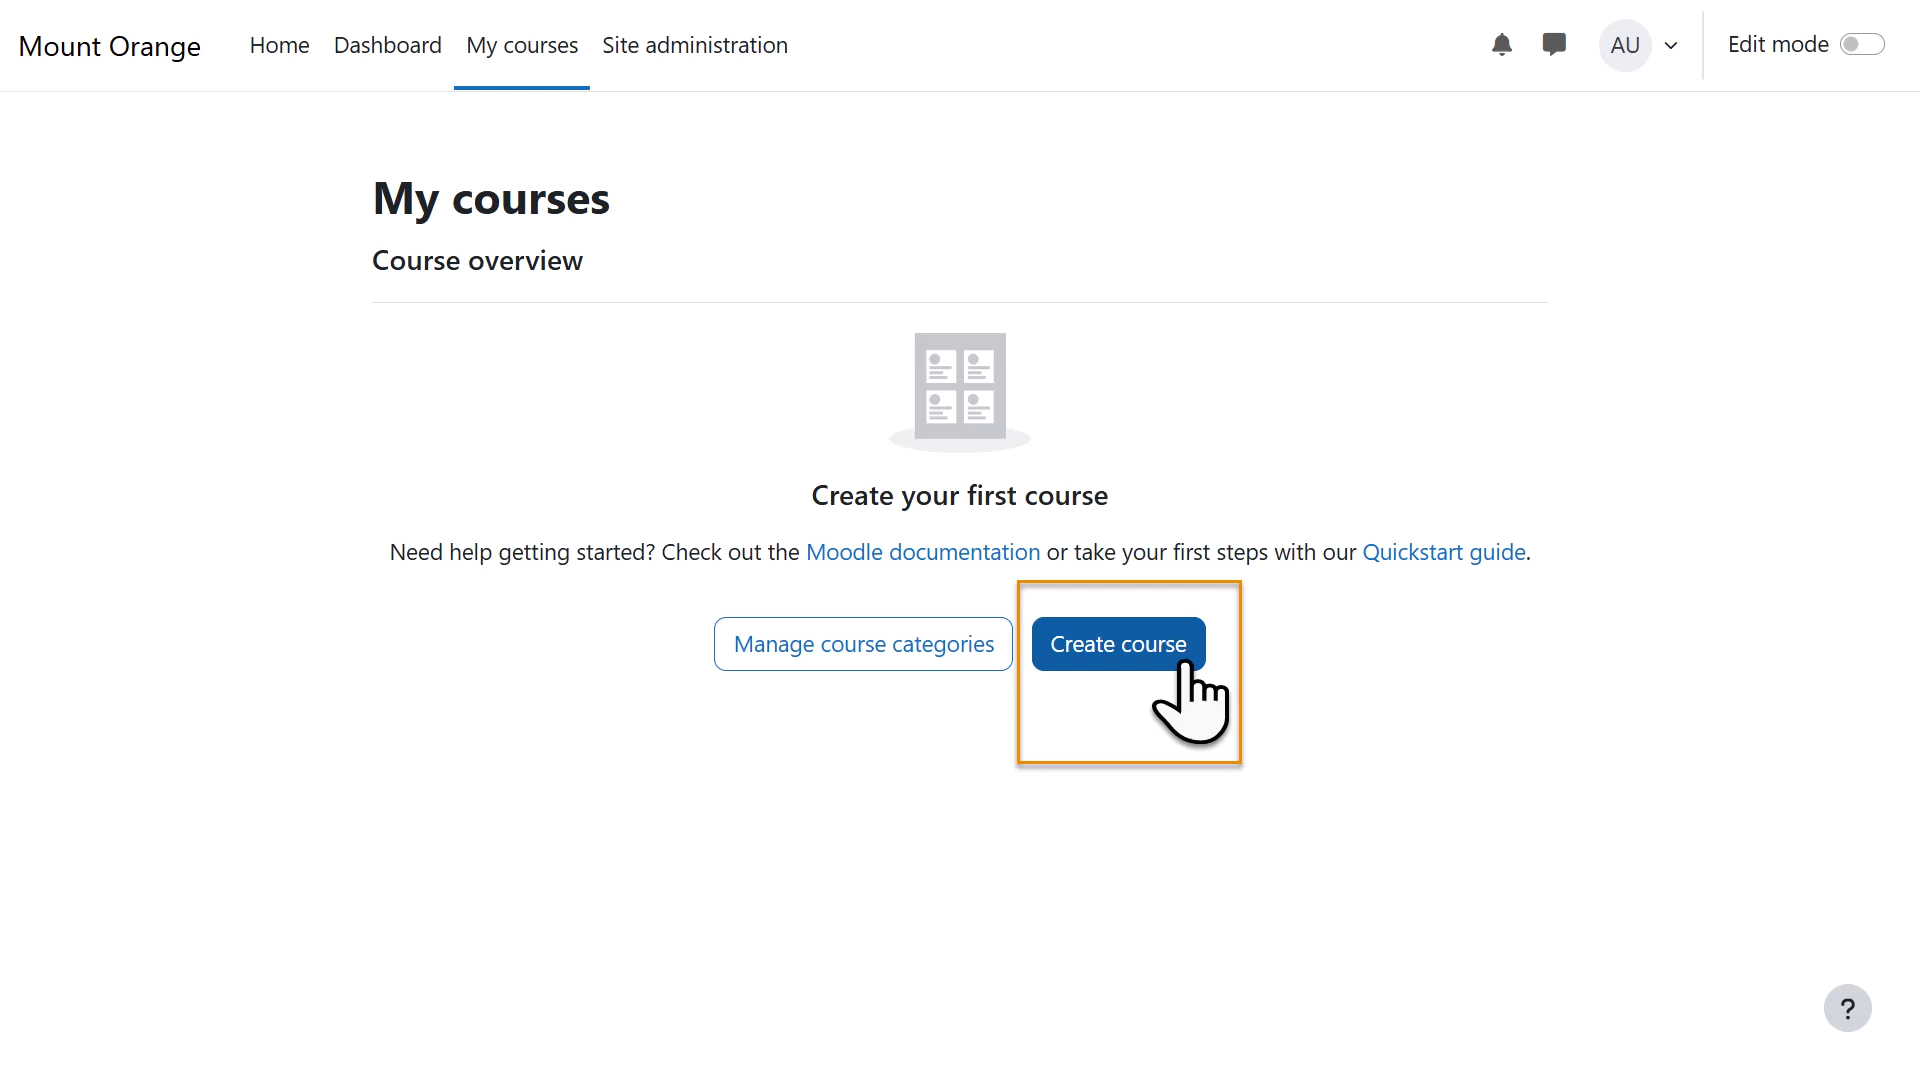 Mount Orange
Home Dashboard My courses Site administration
AU
Edit mode
My courses
Course overview
Create your first course
Need help getting started? Check out the Moodle documentation or take your first steps with our Quickstart guide.
Manage course categories
Create course
?